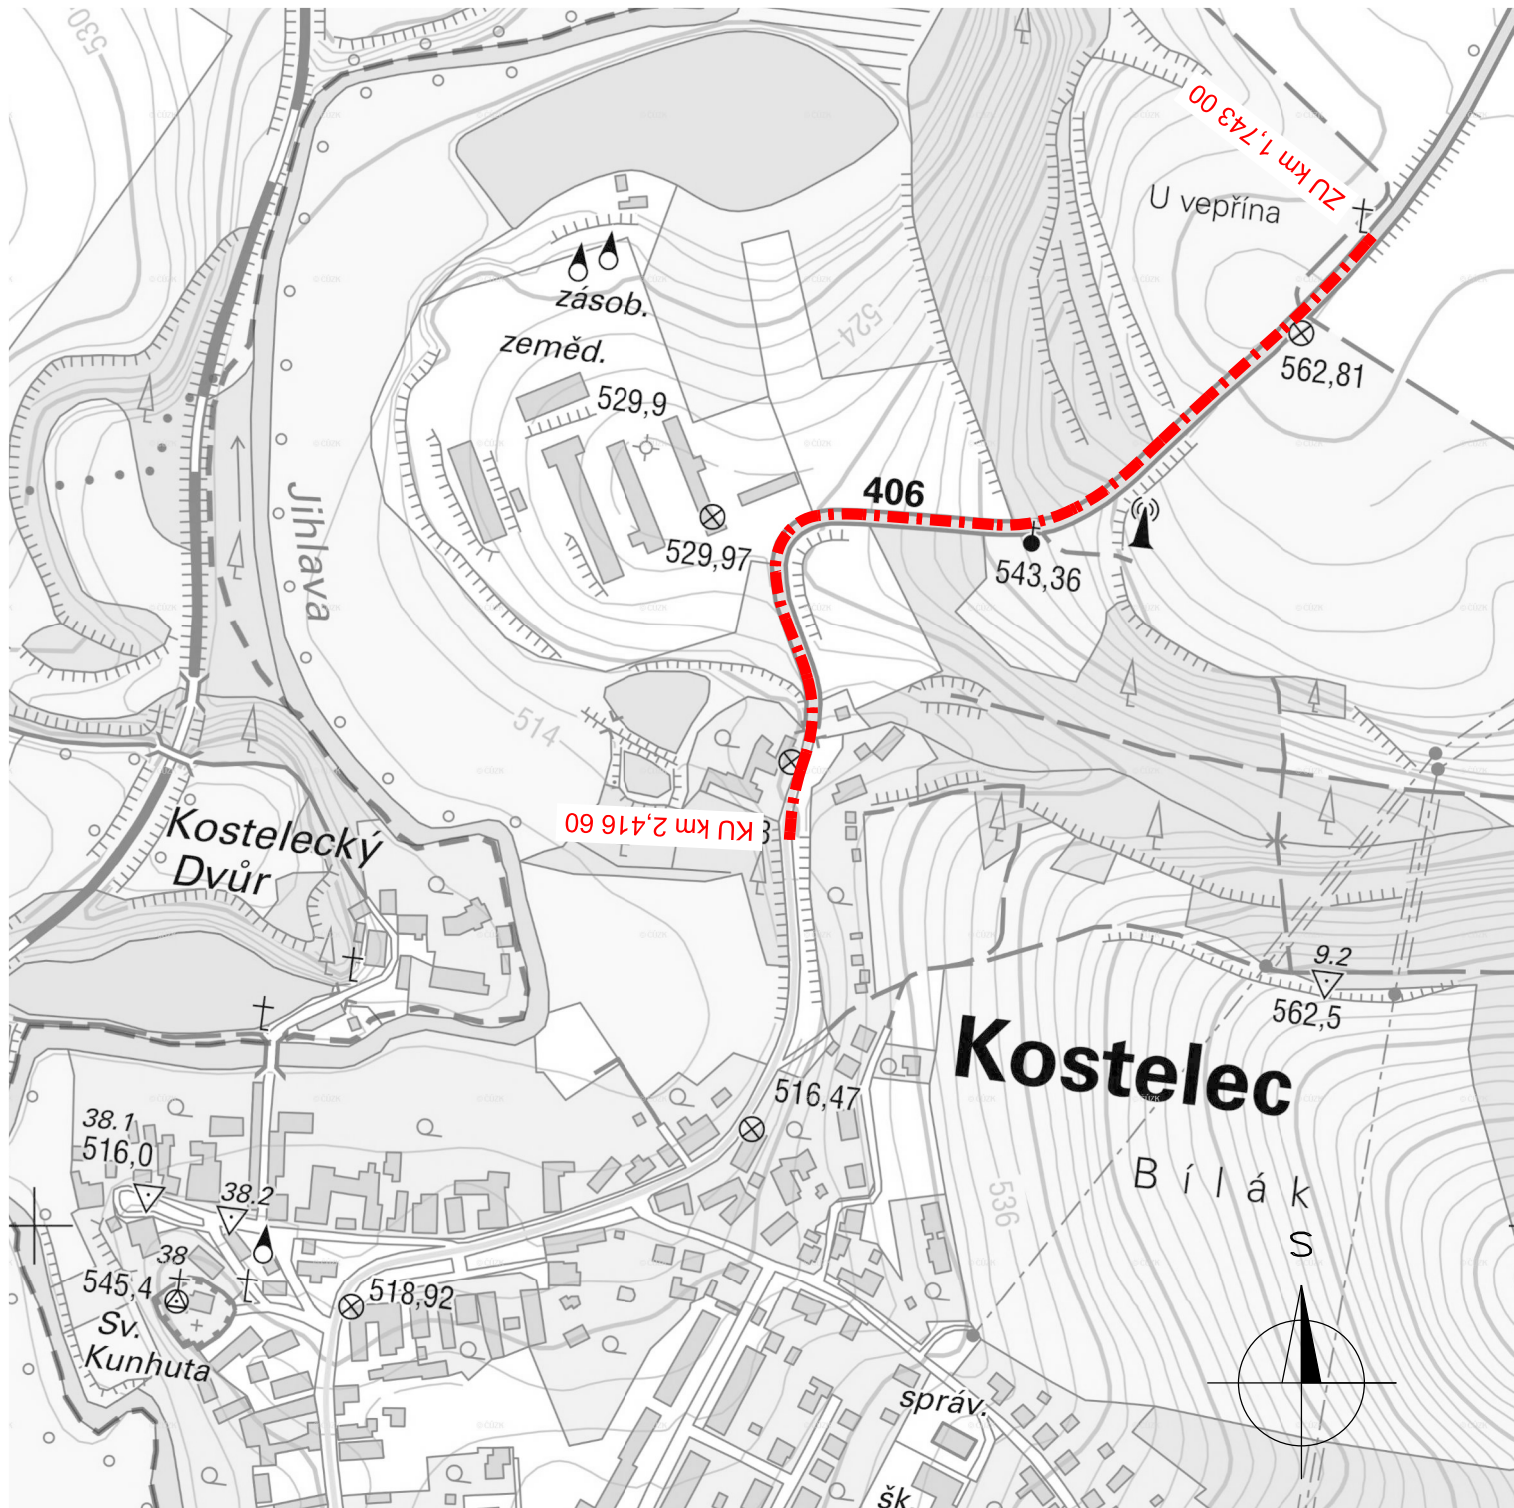 530
ZU km 1,743 00
U vepřína
zásob.
zeměd.
524
529,9
562,81
406
529,97
543,36
Jihlava
514
KU km 2,416 60
Kostelecký
Dvůr
9.2
562,5
Kostelec
516,47
38.1
516,0
38.2
Bílák
536
S
38
545,4
518,92
Sv.
Kunhuta
správ.
šk.